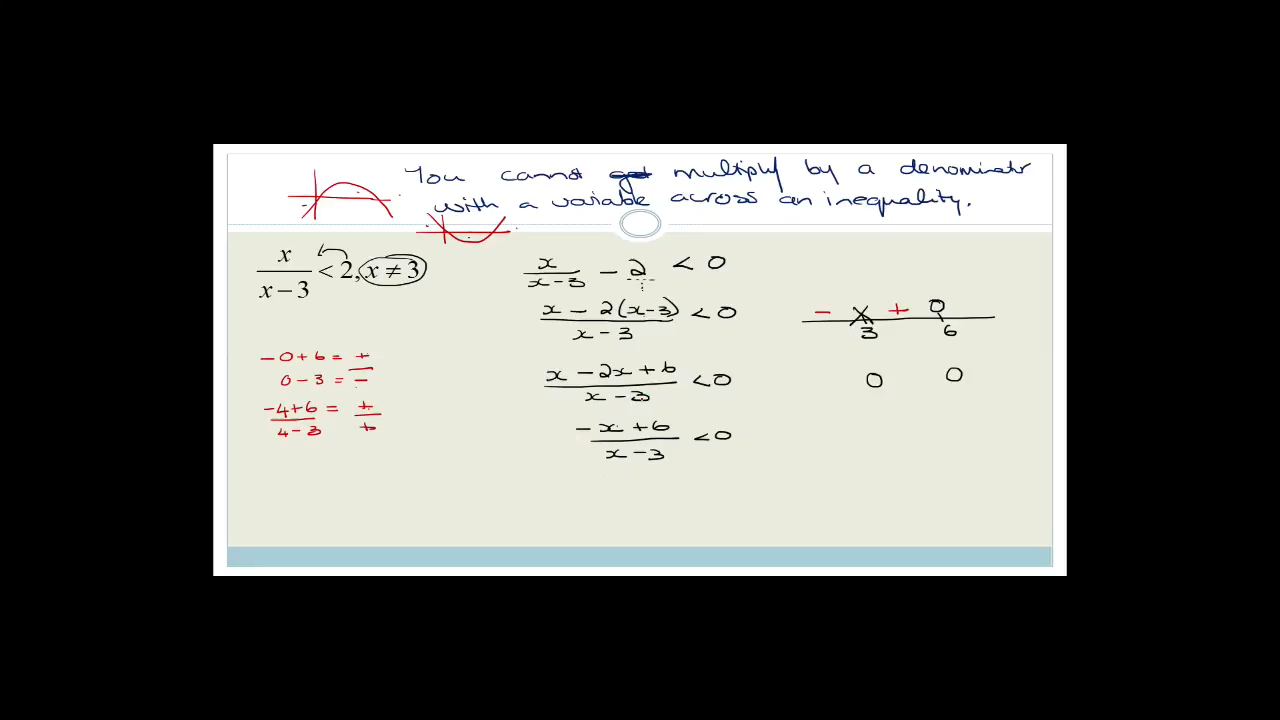 You cannot get multiply by a denominator
with a variable across an inequality.
x/(x − 3) < 2, x ≠ 3
x/(x−3) − 2 < 0
(x − 2(x−3))/(x − 3) < 0
(x − 2x + 6)/(x − 3) < 0
(−x + 6)/(x − 3) < 0
−0 + 6 = +
0 − 3 = −
(−4+6)/(4−3) = +/+
− x + 0
3 6
0 0